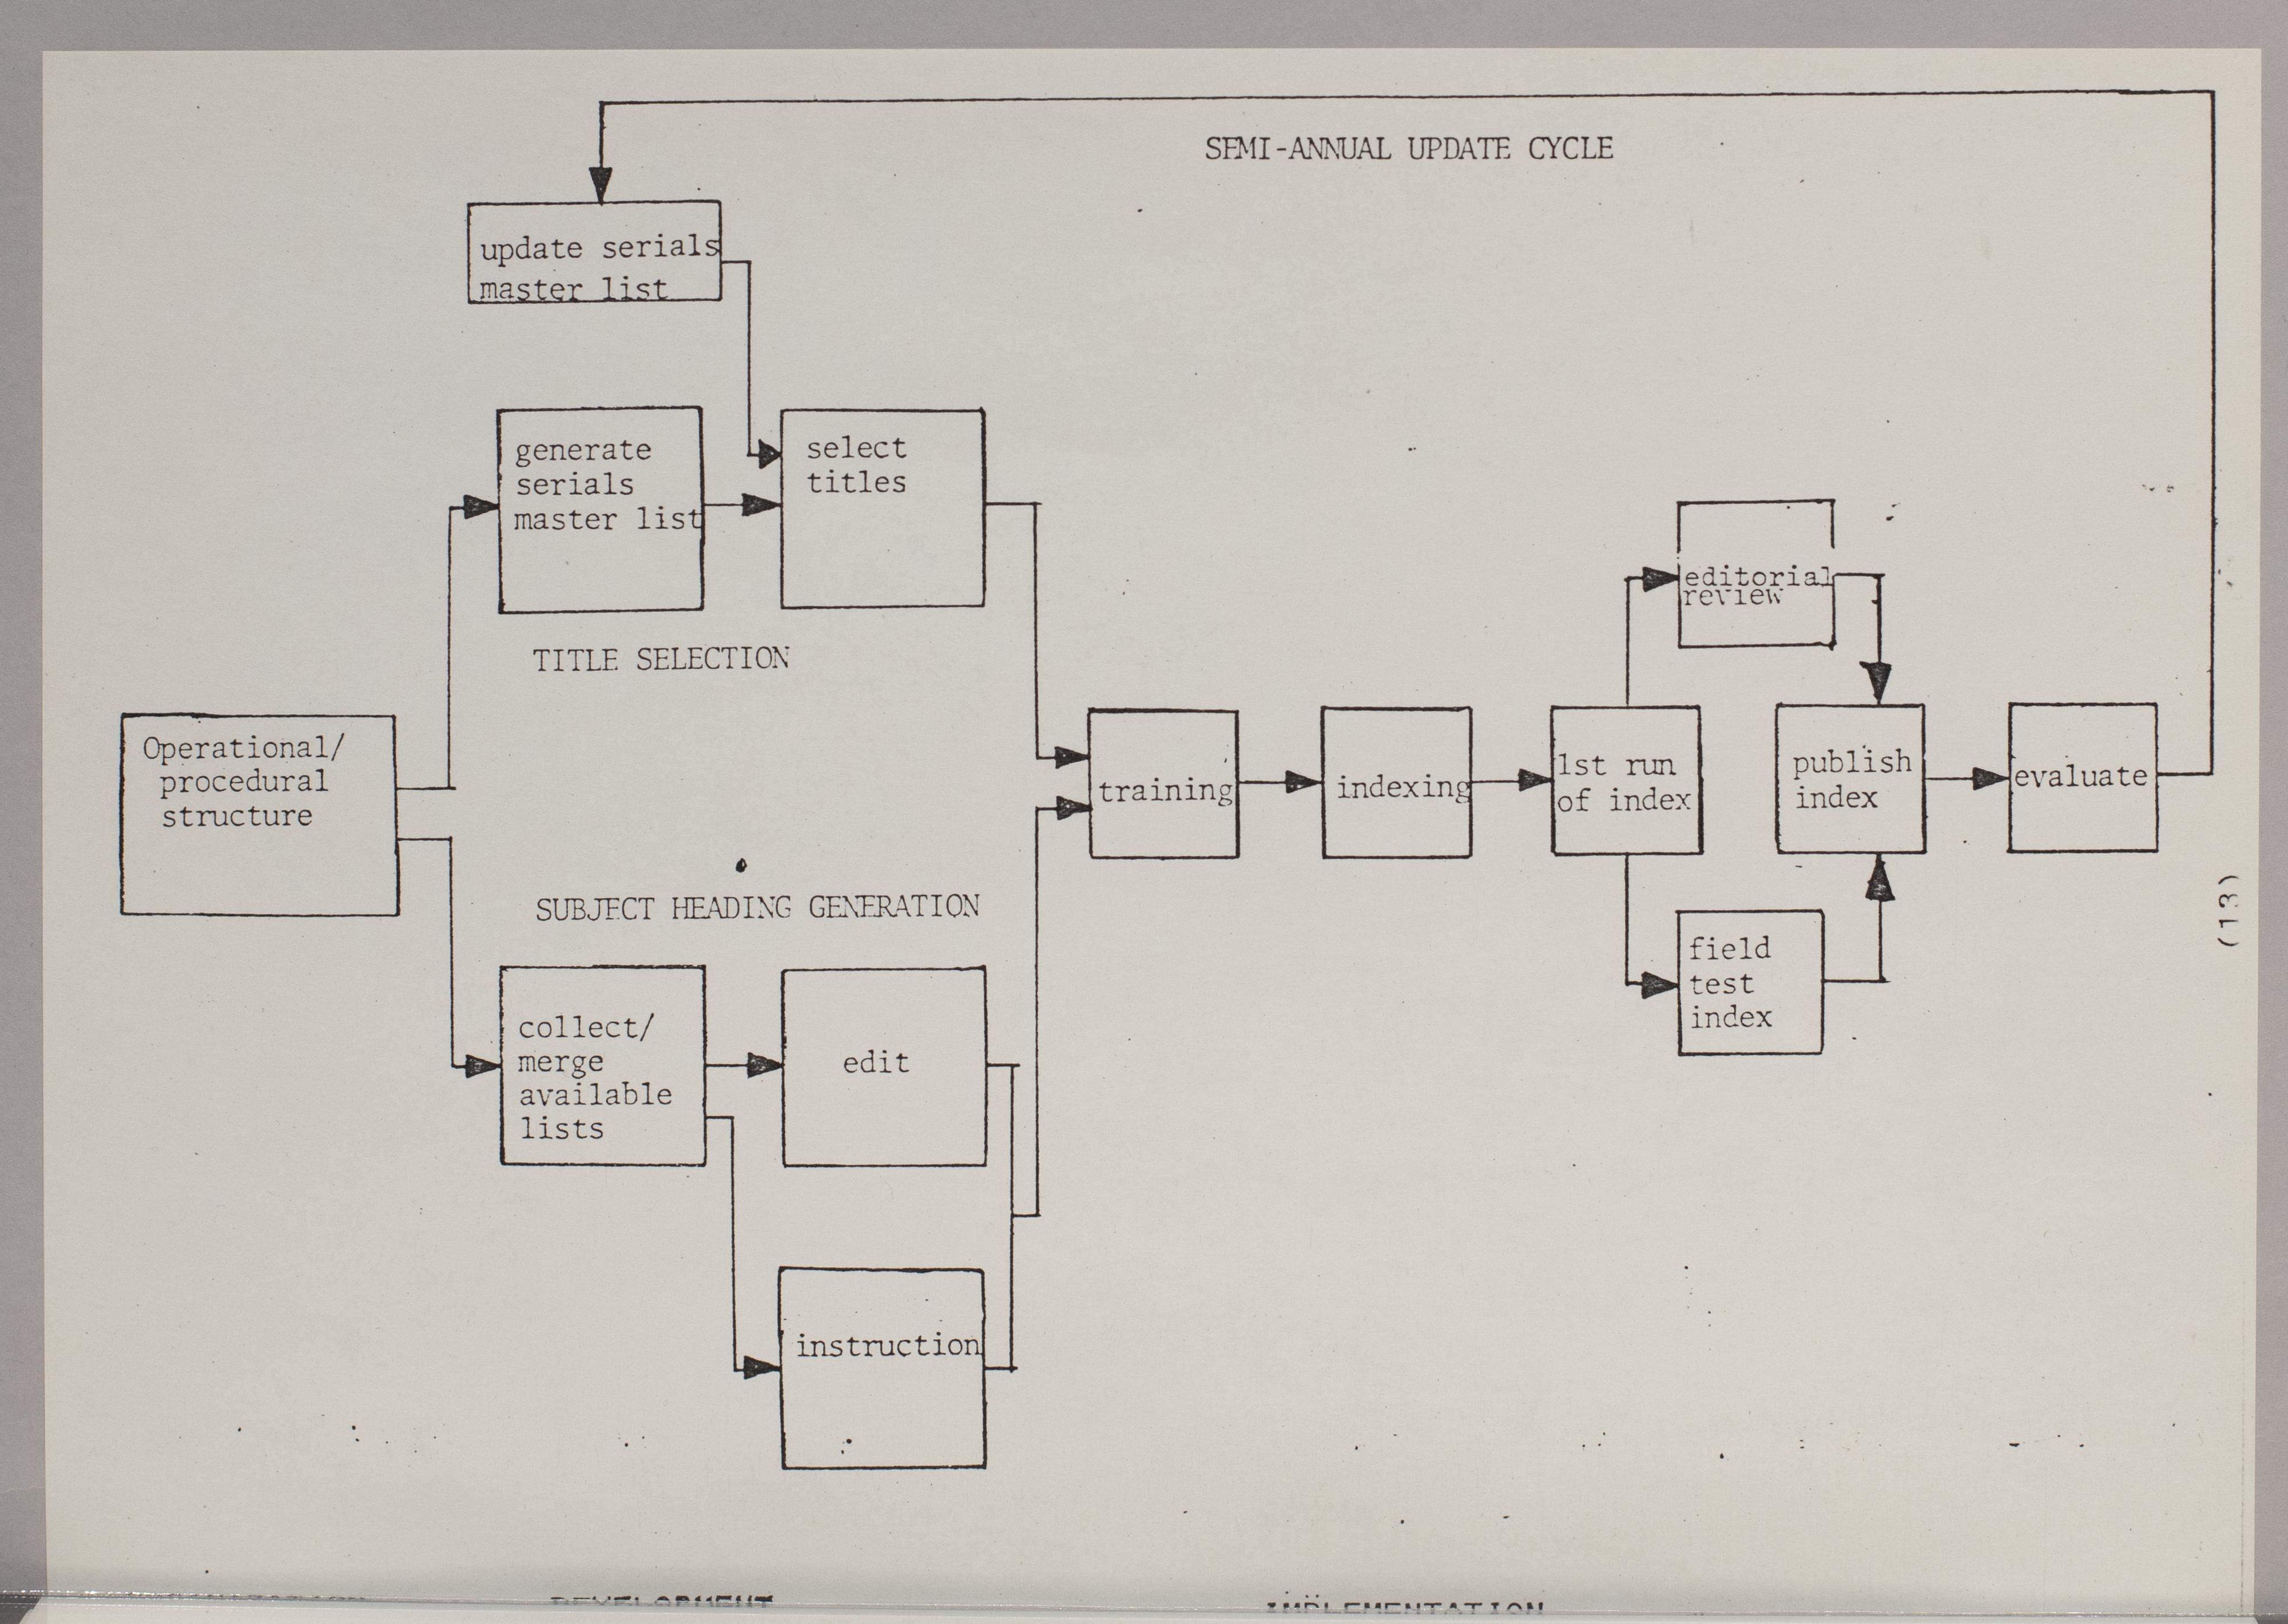 SEMI-ANNUAL UPDATE CYCLE
update serials
master list
generate
serials
master list
select
titles
TITLE SELECTION
editorial
review
Operational/
procedural
structure
training
indexing
1st run
of index
publish
index
evaluate
(13)
SUBJECT HEADING GENERATION
collect/
merge
available
lists
edit
field
test
index
instruction
DEVELOPMENT
IMPLEMENTATION